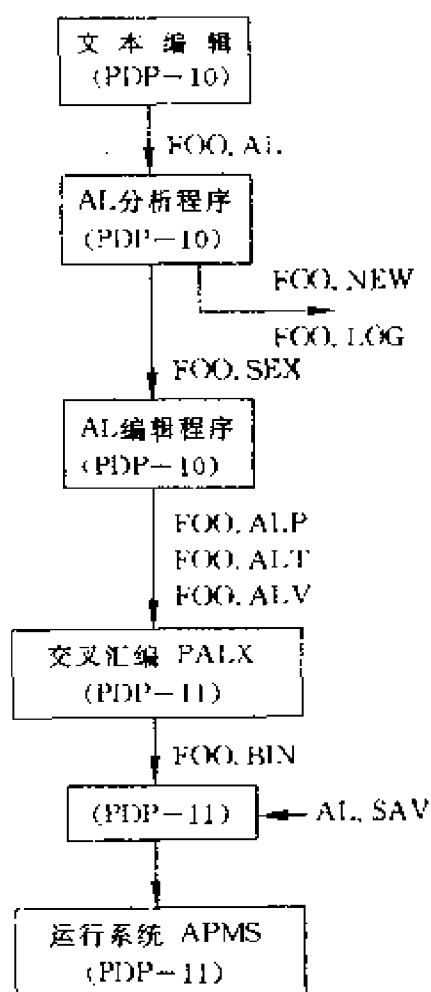 文本编辑
(PDP-10)
FOO. AL
AL分析程序
(PDP-10)
FOO. NEW
FOO. LOG
FOO. SEX
AL编辑程序
(PDP-10)
FOO. ALP
FOO. ALT
FOO. ALV
交叉汇编 PALX
(PDP-11)
FOO. BIN
(PDP-11)
AL. SAV
运行系统 APMS
(PDP-11)